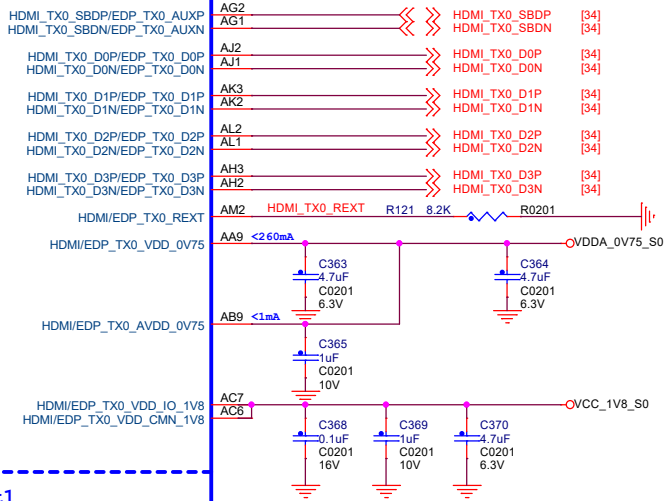 HDMI_TX0_SBDP/EDP_TX0_AUXP AG2 HDMI_TX0_SBDP [34]
HDMI_TX0_SBDN/EDP_TX0_AUXN AG1 HDMI_TX0_SBDN [34]
HDMI_TX0_D0P/EDP_TX0_D0P AJ2 HDMI_TX0_D0P [34]
HDMI_TX0_D0N/EDP_TX0_D0N AJ1 HDMI_TX0_D0N [34]
HDMI_TX0_D1P/EDP_TX0_D1P AK3 HDMI_TX0_D1P [34]
HDMI_TX0_D1N/EDP_TX0_D1N AK2 HDMI_TX0_D1N [34]
HDMI_TX0_D2P/EDP_TX0_D2P AL2 HDMI_TX0_D2P [34]
HDMI_TX0_D2N/EDP_TX0_D2N AL1 HDMI_TX0_D2N [34]
HDMI_TX0_D3P/EDP_TX0_D3P AH3 HDMI_TX0_D3P [34]
HDMI_TX0_D3N/EDP_TX0_D3N AH2 HDMI_TX0_D3N [34]
HDMI/EDP_TX0_REXT AM2 HDMI_TX0_REXT R121 8.2K R0201
HDMI/EDP_TX0_VDD_0V75 AA9 <260mA VDDA_0V75_S0
C363 C364
4.7uF 4.7uF
C0201 C0201
6.3V 6.3V
HDMI/EDP_TX0_AVDD_0V75 AB9 <1mA
C365
1uF
C0201
10V
HDMI/EDP_TX0_VDD_IO_1V8 AC7 VCC_1V8_S0
HDMI/EDP_TX0_VDD_CMN_1V8 AC6
C368 C369 C370
0.1uF 1uF 4.7uF
C0201 C0201 C0201
16V 10V 6.3V